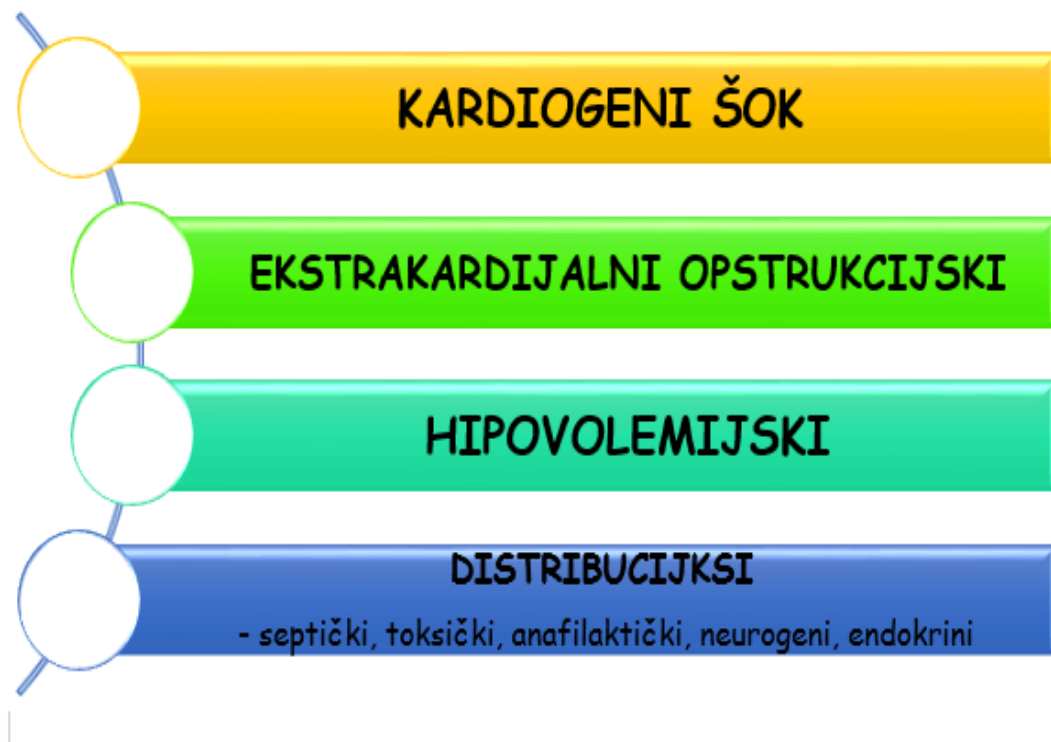 KARDIOGENI ŠOK
EKSTRAKARDIJALNI OPSTRUKCIJSKI
HIPOVOLEMIJSKI
DISTRIBUCIJKSI
- septički, toksički, anafilaktički, neurogeni, endokrini